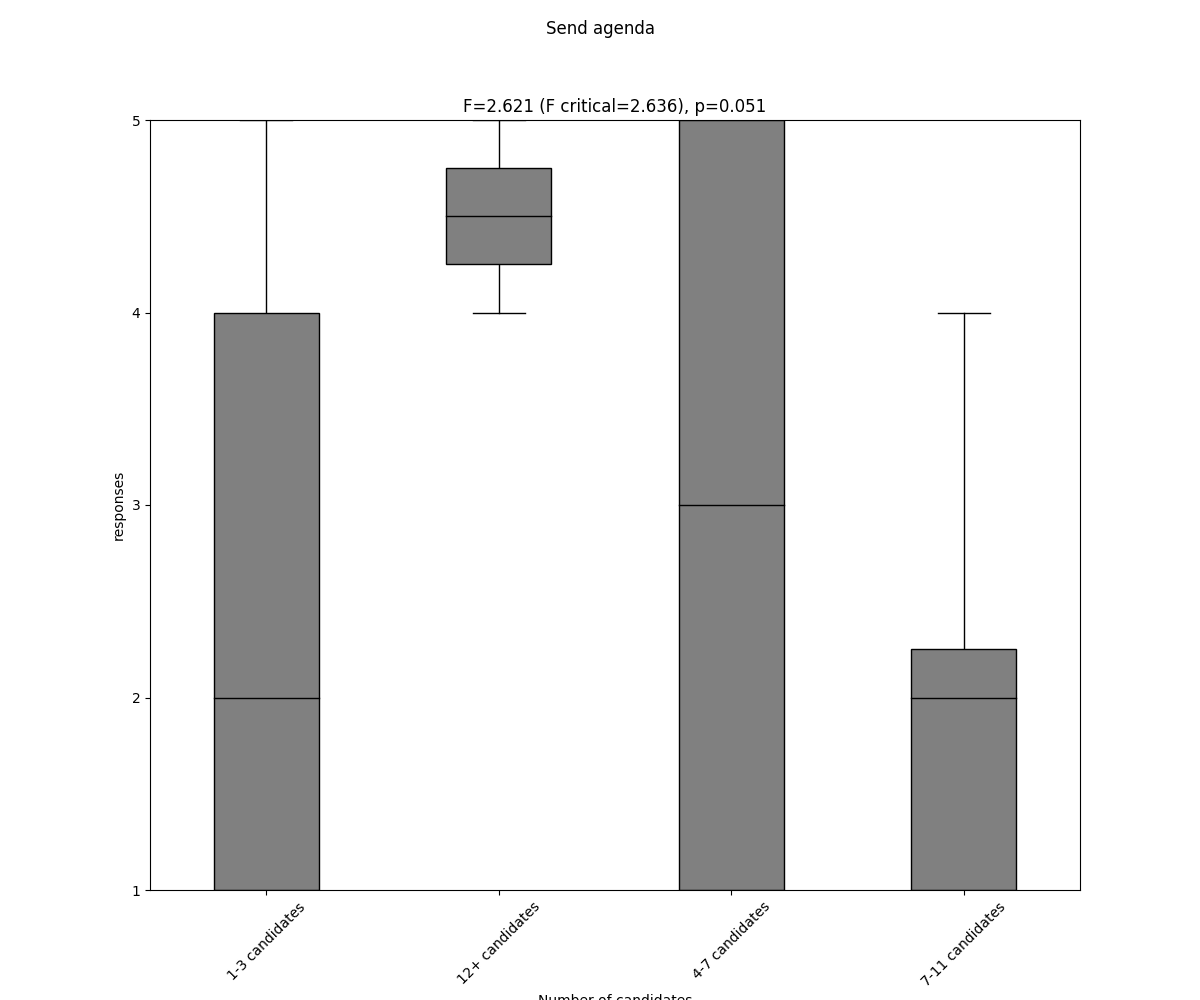 Send agenda
F=2.621 (F critical=2.636), p=0.051
5
4
3
2
1
responses
1-3 candidates
12+ candidates
4-7 candidates
7-11 candidates
Number of candidates